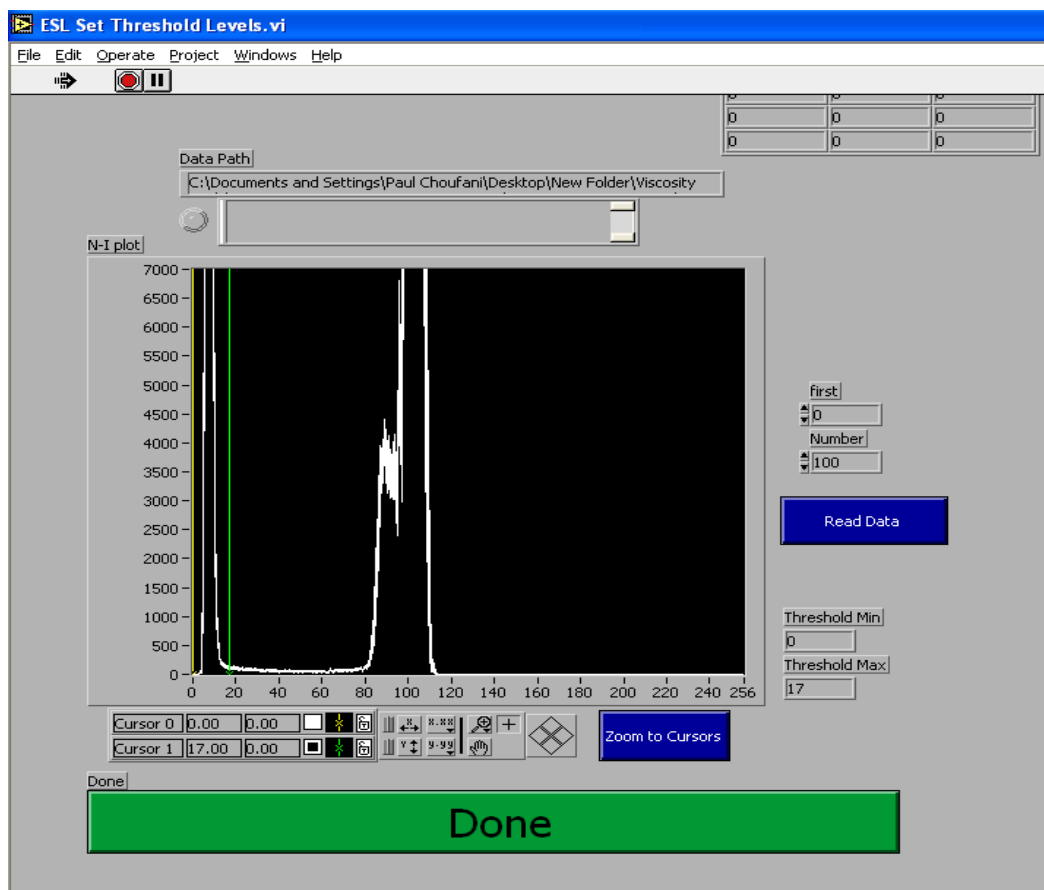 ESL Set Threshold Levels.vi
File Edit Operate Project Windows Help
0 0 0
0 0 0
Data Path
C:\Documents and Settings\Paul Choufani\Desktop\New Folder\Viscosity
N-I plot
7000
6500
6000
5500
5000
4500
4000
3500
3000
2500
2000
1500
1000
500
0
0 20 40 60 80 100 120 140 160 180 200 220 240 256
first
0
Number
100
Read Data
Threshold Min
0
Threshold Max
17
Cursor 0 0.00 0.00
Cursor 1 17.00 0.00
X X.XX
Y y.yy
Zoom to Cursors
Done
Done